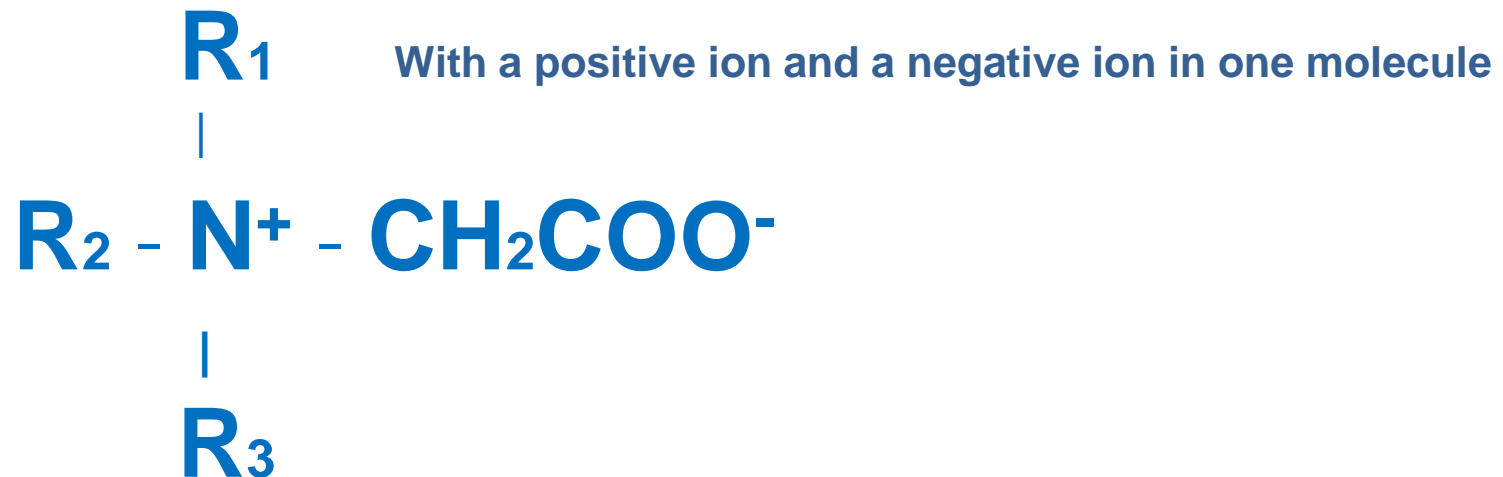 R1 With a positive ion and a negative ion in one molecule
|
R2 - N+ - CH2COO-
|
R3